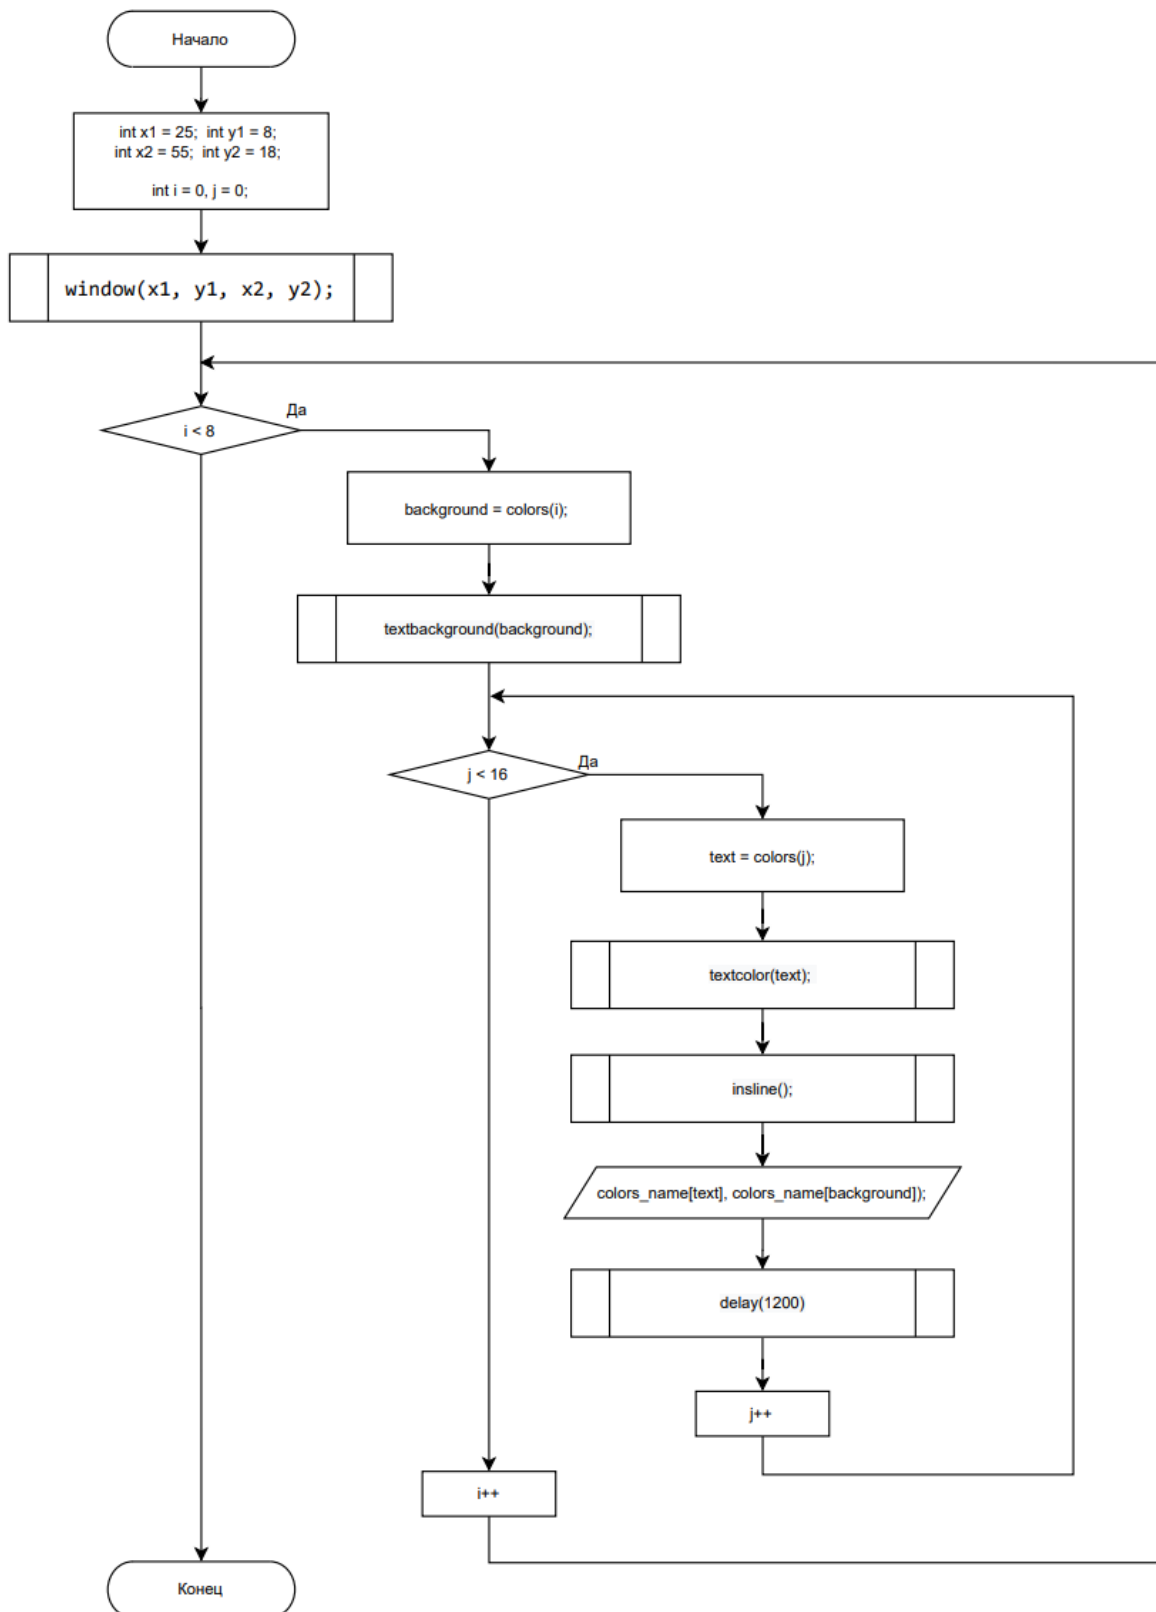 Начало
int x1 = 25; int y1 = 8;
int x2 = 55; int y2 = 18;
int i = 0, j = 0;
window(x1, y1, x2, y2);
i < 8
Да
background = colors(i);
textbackground(background);
j < 16
Да
text = colors(j);
textcolor(text);
insline();
colors_name[text], colors_name[background]);
delay(1200)
j++
i++
Конец